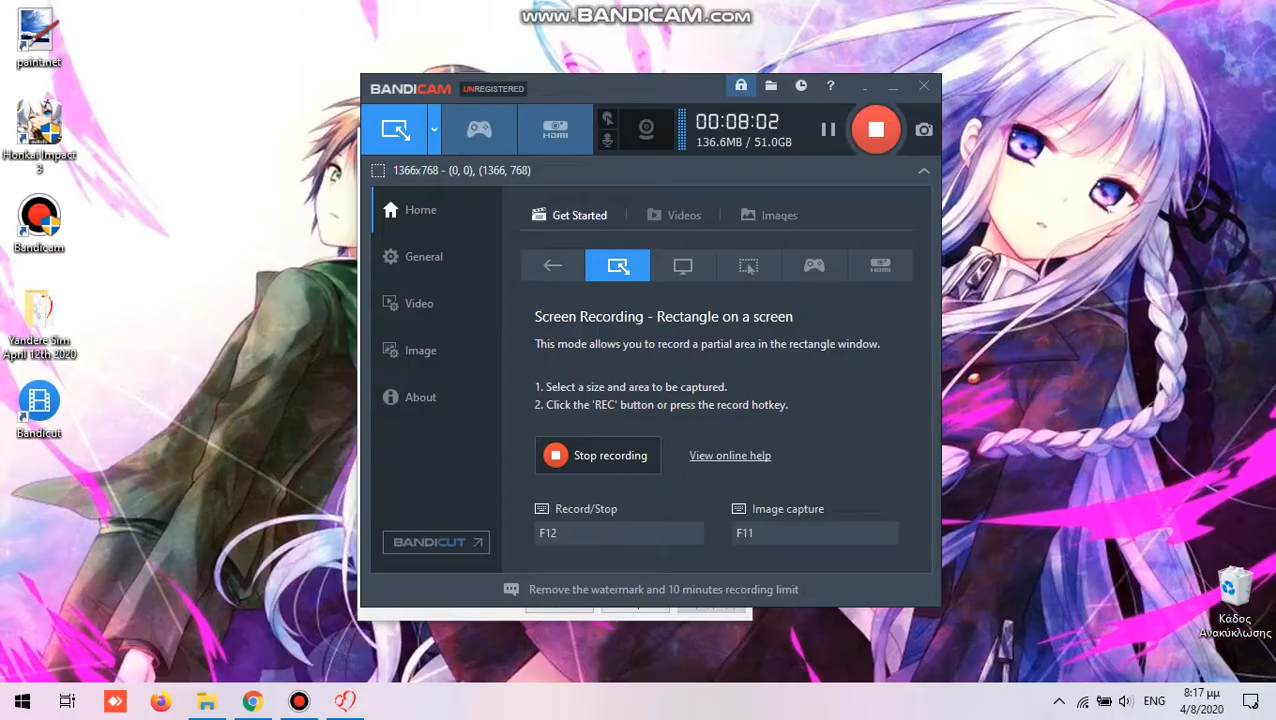 www.BANDICAM.com
paint.net
Honkai Impact
3
Bandicam
Yandere Sim
April 12th 2020
Bandicut
BANDICAM UNREGISTERED
?
HDMI
00:08:02
136.6MB / 51.0GB
1366x768 - (0, 0), (1366, 768)
Home
General
Video
Image
About
BANDICUT
Get Started
Videos
Images
HDMI
Screen Recording - Rectangle on a screen
This mode allows you to record a partial area in the rectangle window.
1. Select a size and area to be captured.
2. Click the 'REC' button or press the record hotkey.
Stop recording
View online help
Record/Stop
Image capture
F12
F11
Remove the watermark and 10 minutes recording limit
Κάδος
Ανακύκλωσης
ENG
8:17 μμ
4/8/2020